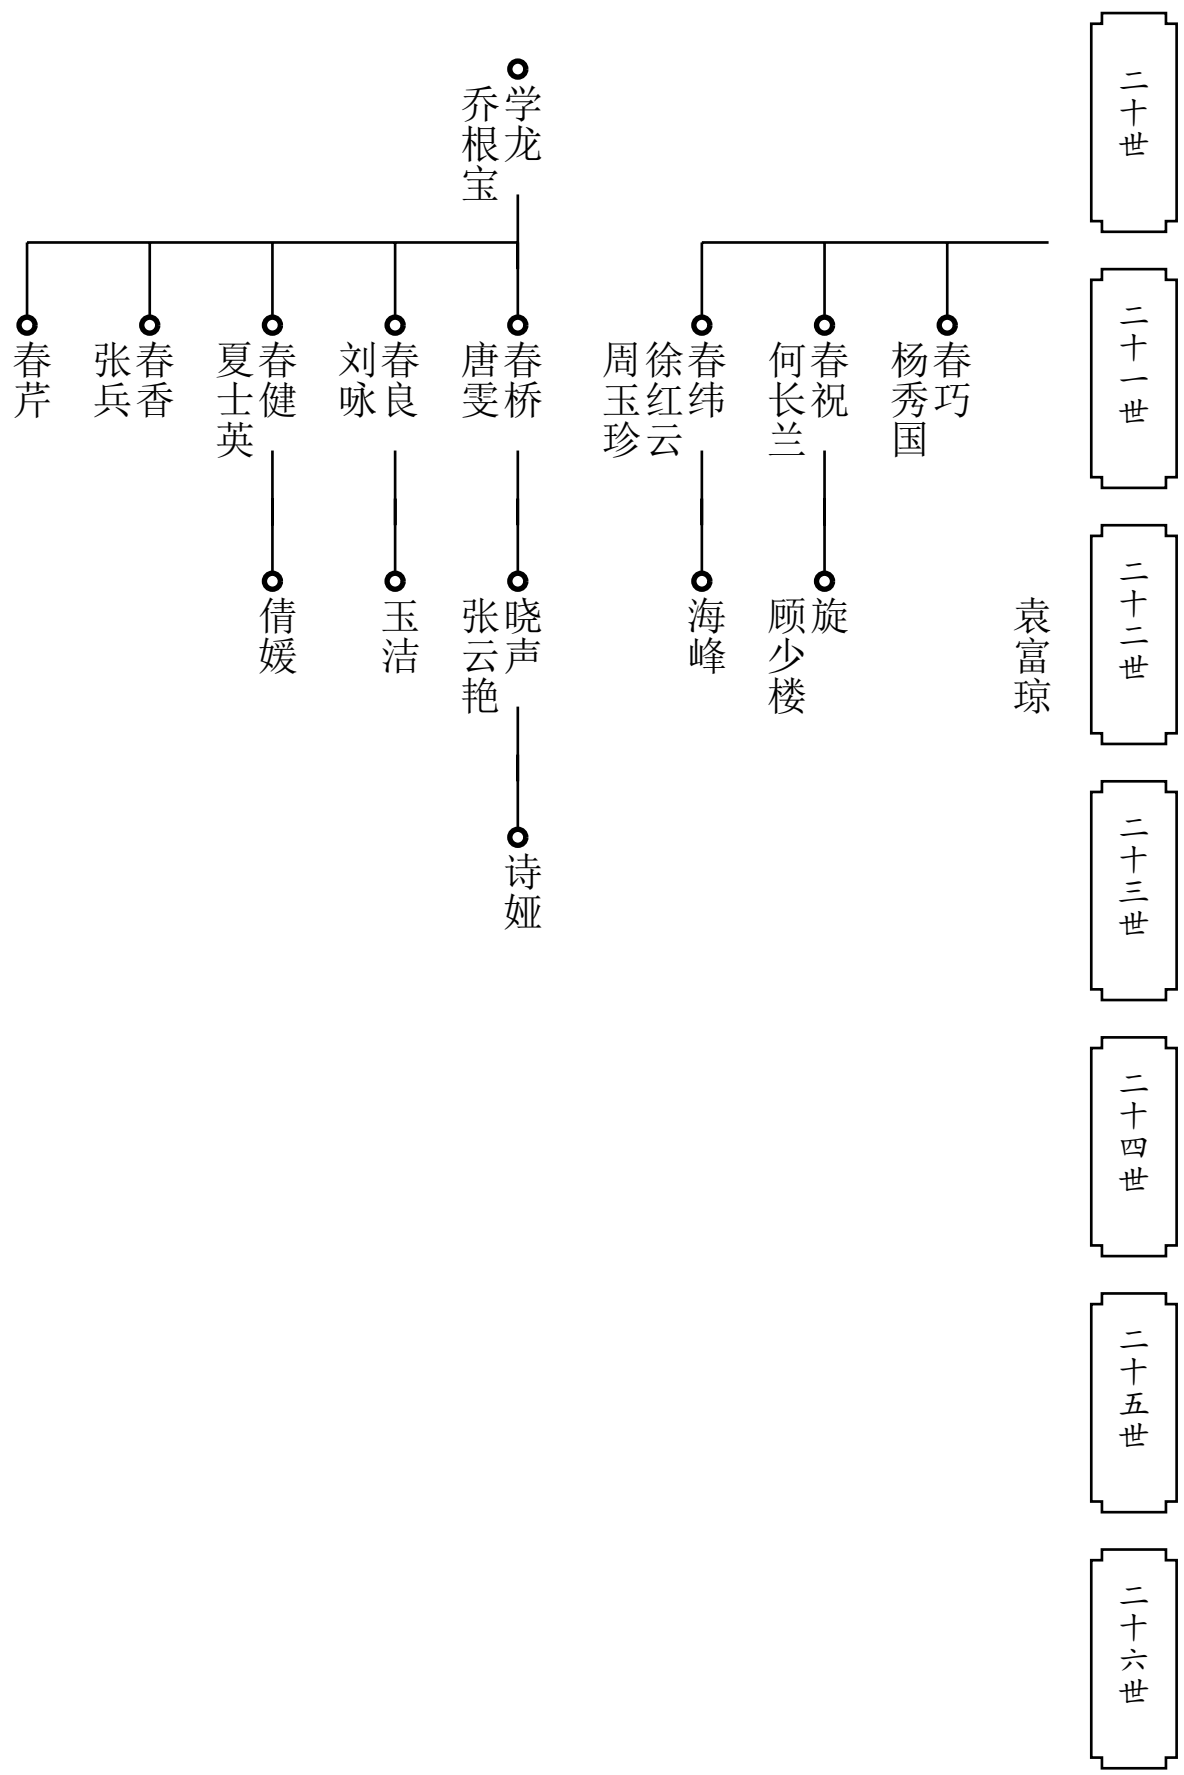 二十世
二十一世
二十二世
二十三世
二十四世
二十五世
二十六世
袁富琼
春巧
杨秀国
春祝
何长兰
旋
顾少楼
春纬
徐红云
周玉珍
海峰
学龙
乔根宝
春桥
唐雯
晓声
张云艳
诗娅
春良
刘咏
玉洁
春健
夏士英
倩媛
春香
张兵
春芹